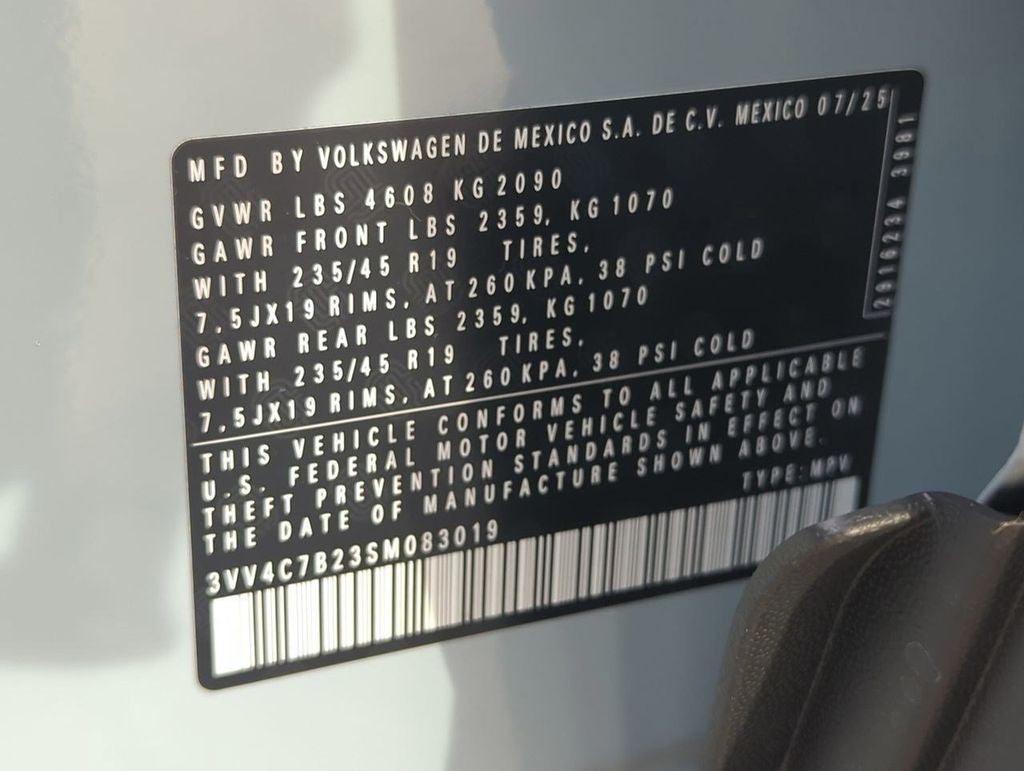 MFD BY VOLKSWAGEN DE MEXICO S.A. DE C.V. MEXICO 07/25
GVWR LBS 4608 KG 2090
GAWR FRONT LBS 2359, KG 1070
WITH 235/45 R19 TIRES,
7,5JX19 RIMS, AT 260 KPA, 38 PSI COLD
GAWR REAR LBS 2359, KG 1070
WITH 235/45 R19 TIRES,
7,5JX19 RIMS, AT 260 KPA, 38 PSI COLD
THIS VEHICLE CONFORMS TO ALL APPLICABLE
U.S. FEDERAL MOTOR VEHICLE SAFETY AND
THEFT PREVENTION STANDARDS IN EFFECT ON
THE DATE OF MANUFACTURE SHOWN ABOVE.
TYPE: MPV
3VV4C7B23SM083019
2916234 3981